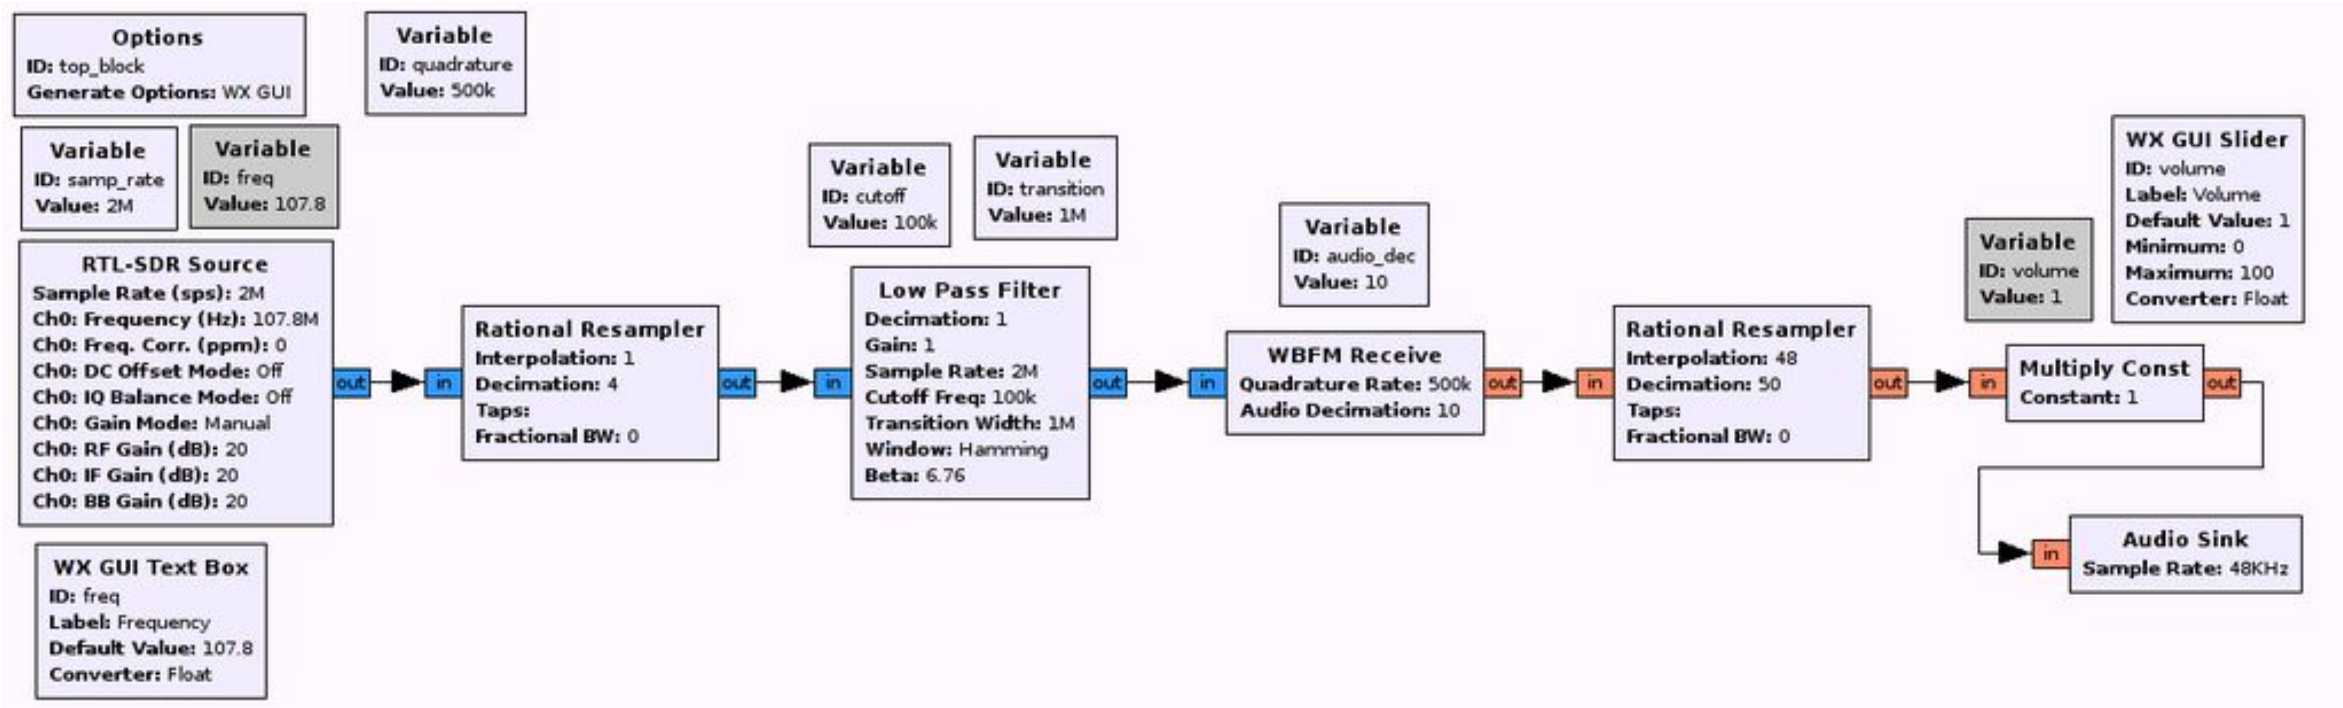 Options
ID: top_block
Generate Options: WX GUI
Variable
ID: quadrature
Value: 500k
Variable
ID: samp_rate
Value: 2M
Variable
ID: freq
Value: 107.8
RTL-SDR Source
Sample Rate (sps): 2M
Ch0: Frequency (Hz): 107.8M
Ch0: Freq. Corr. (ppm): 0
Ch0: DC Offset Mode: Off
Ch0: IQ Balance Mode: Off
Ch0: Gain Mode: Manual
Ch0: RF Gain (dB): 20
Ch0: IF Gain (dB): 20
Ch0: BB Gain (dB): 20
out
WX GUI Text Box
ID: freq
Label: Frequency
Default Value: 107.8
Converter: Float
in
Rational Resampler
Interpolation: 1
Decimation: 4
Taps:
Fractional BW: 0
out
Variable
ID: cutoff
Value: 100k
Variable
ID: transition
Value: 1M
in
Low Pass Filter
Decimation: 1
Gain: 1
Sample Rate: 2M
Cutoff Freq: 100k
Transition Width: 1M
Window: Hamming
Beta: 6.76
out
Variable
ID: audio_dec
Value: 10
in
WBFM Receive
Quadrature Rate: 500k
Audio Decimation: 10
out
in
Rational Resampler
Interpolation: 48
Decimation: 50
Taps:
Fractional BW: 0
out
Variable
ID: volume
Value: 1
WX GUI Slider
ID: volume
Label: Volume
Default Value: 1
Minimum: 0
Maximum: 100
Converter: Float
in
Multiply Const
Constant: 1
out
in
Audio Sink
Sample Rate: 48KHz